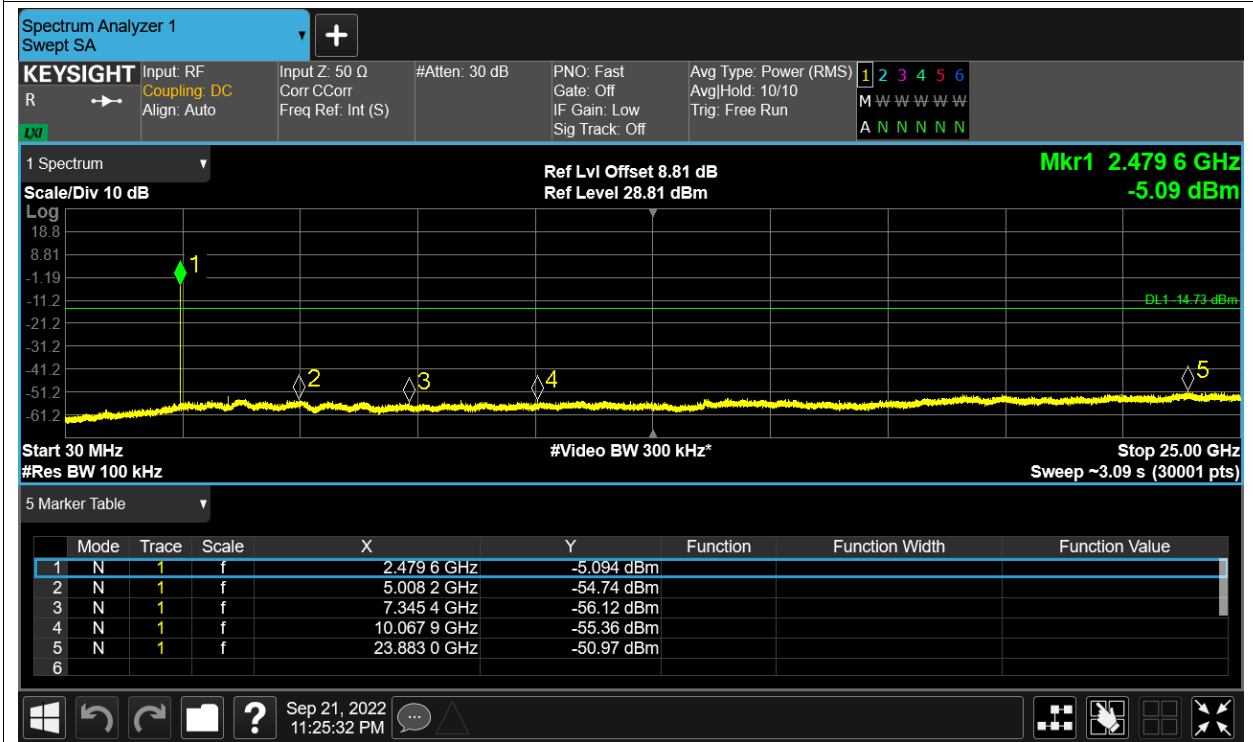 Spectrum Analyzer 1
Swept SA
KEYSIGHT Input: RF Input Z: 50 Ω #Atten: 30 dB PNO: Fast Avg Type: Power (RMS) 1 2 3 4 5 6
R Coupling: DC Corr CCorr Gate: Off Avg|Hold: 10/10 M W W W W W
Align: Auto Freq Ref: Int (S) IF Gain: Low Trig: Free Run
LXI Sig Track: Off A N N N N N
1 Spectrum Ref Lvl Offset 8.81 dB Mkr1 2.479 6 GHz
Scale/Div 10 dB Ref Level 28.81 dBm -5.09 dBm
Log
18.8
8.81
1
-1.19
-11.2
DL1 -14.73 dBm
-21.2
-31.2
-41.2
2 3 4 5
-51.2
-61.2
Start 30 MHz #Video BW 300 kHz* Stop 25.00 GHz
#Res BW 100 kHz Sweep ~3.09 s (30001 pts)
5 Marker Table
Mode Trace Scale X Y Function Function Width Function Value
1 N 1 f 2.479 6 GHz -5.094 dBm
2 N 1 f 5.008 2 GHz -54.74 dBm
3 N 1 f 7.345 4 GHz -56.12 dBm
4 N 1 f 10.067 9 GHz -55.36 dBm
5 N 1 f 23.883 0 GHz -50.97 dBm
6
? Sep 21, 2022
11:25:32 PM